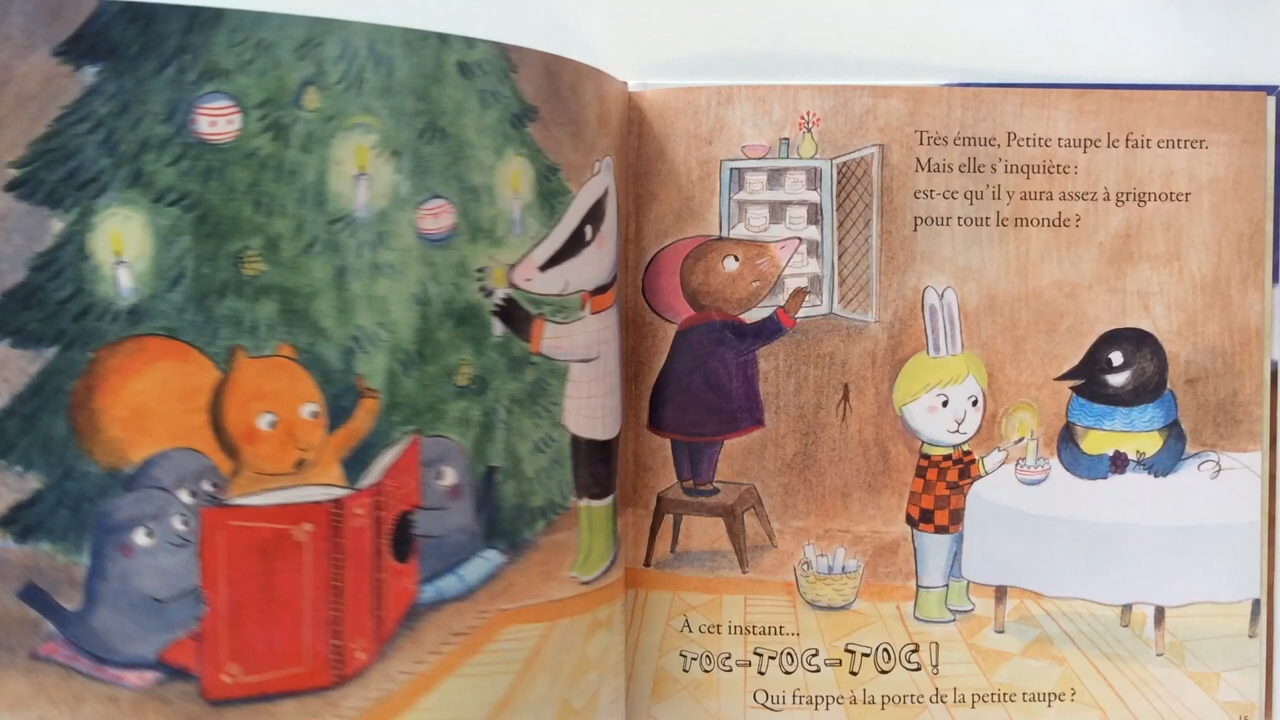 Très émue, Petite taupe le fait entrer.
Mais elle s'inquiète :
est-ce qu'il y aura assez à grignoter
pour tout le monde ?
À cet instant...
TOC-TOC-TOC !
Qui frappe à la porte de la petite taupe ?